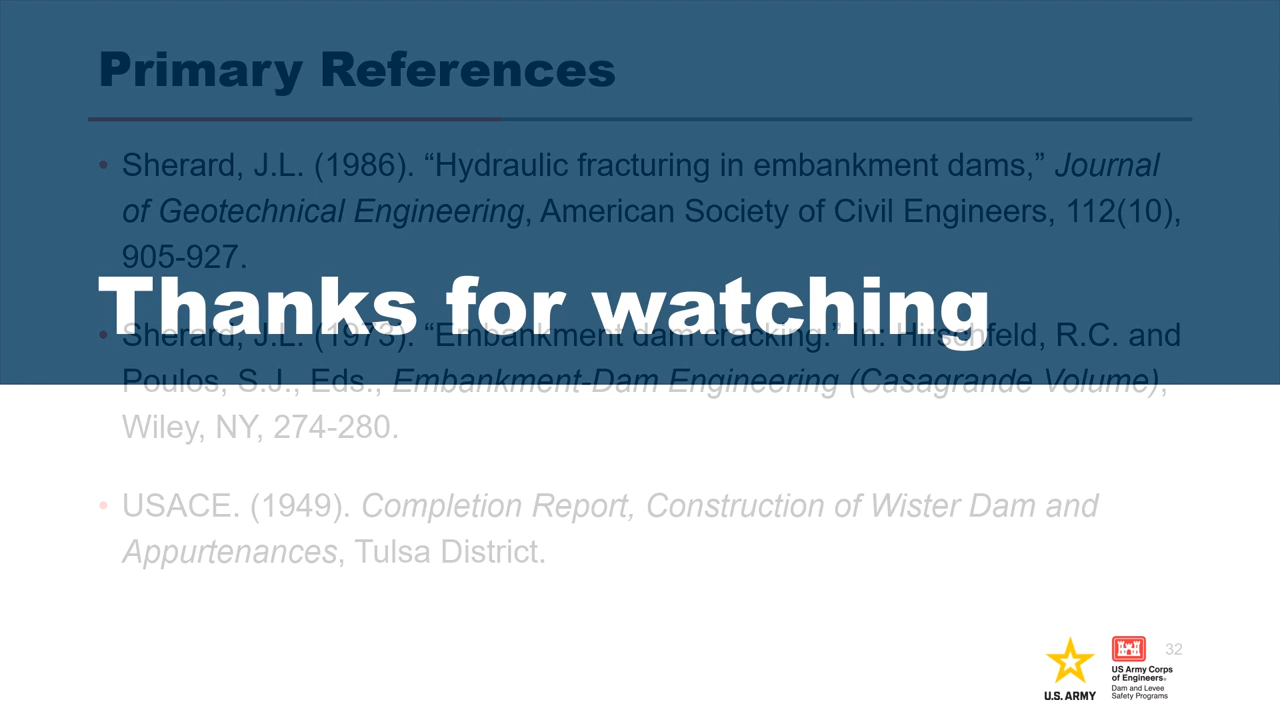 Primary References
• Sherard, J.L. (1986). “Hydraulic fracturing in embankment dams,” Journal
of Geotechnical Engineering, American Society of Civil Engineers, 112(10),
905-927.
Thanks for watching
• Sherard, J.L. (1973). “Embankment dam cracking.” In: Hirschfeld, R.C. and
Poulos, S.J., Eds., Embankment-Dam Engineering (Casagrande Volume),
Wiley, NY, 274-280.
• USACE. (1949). Completion Report, Construction of Wister Dam and
Appurtenances, Tulsa District.
32
U.S. ARMY
US Army Corps
of Engineers®
Dam and Levee
Safety Programs